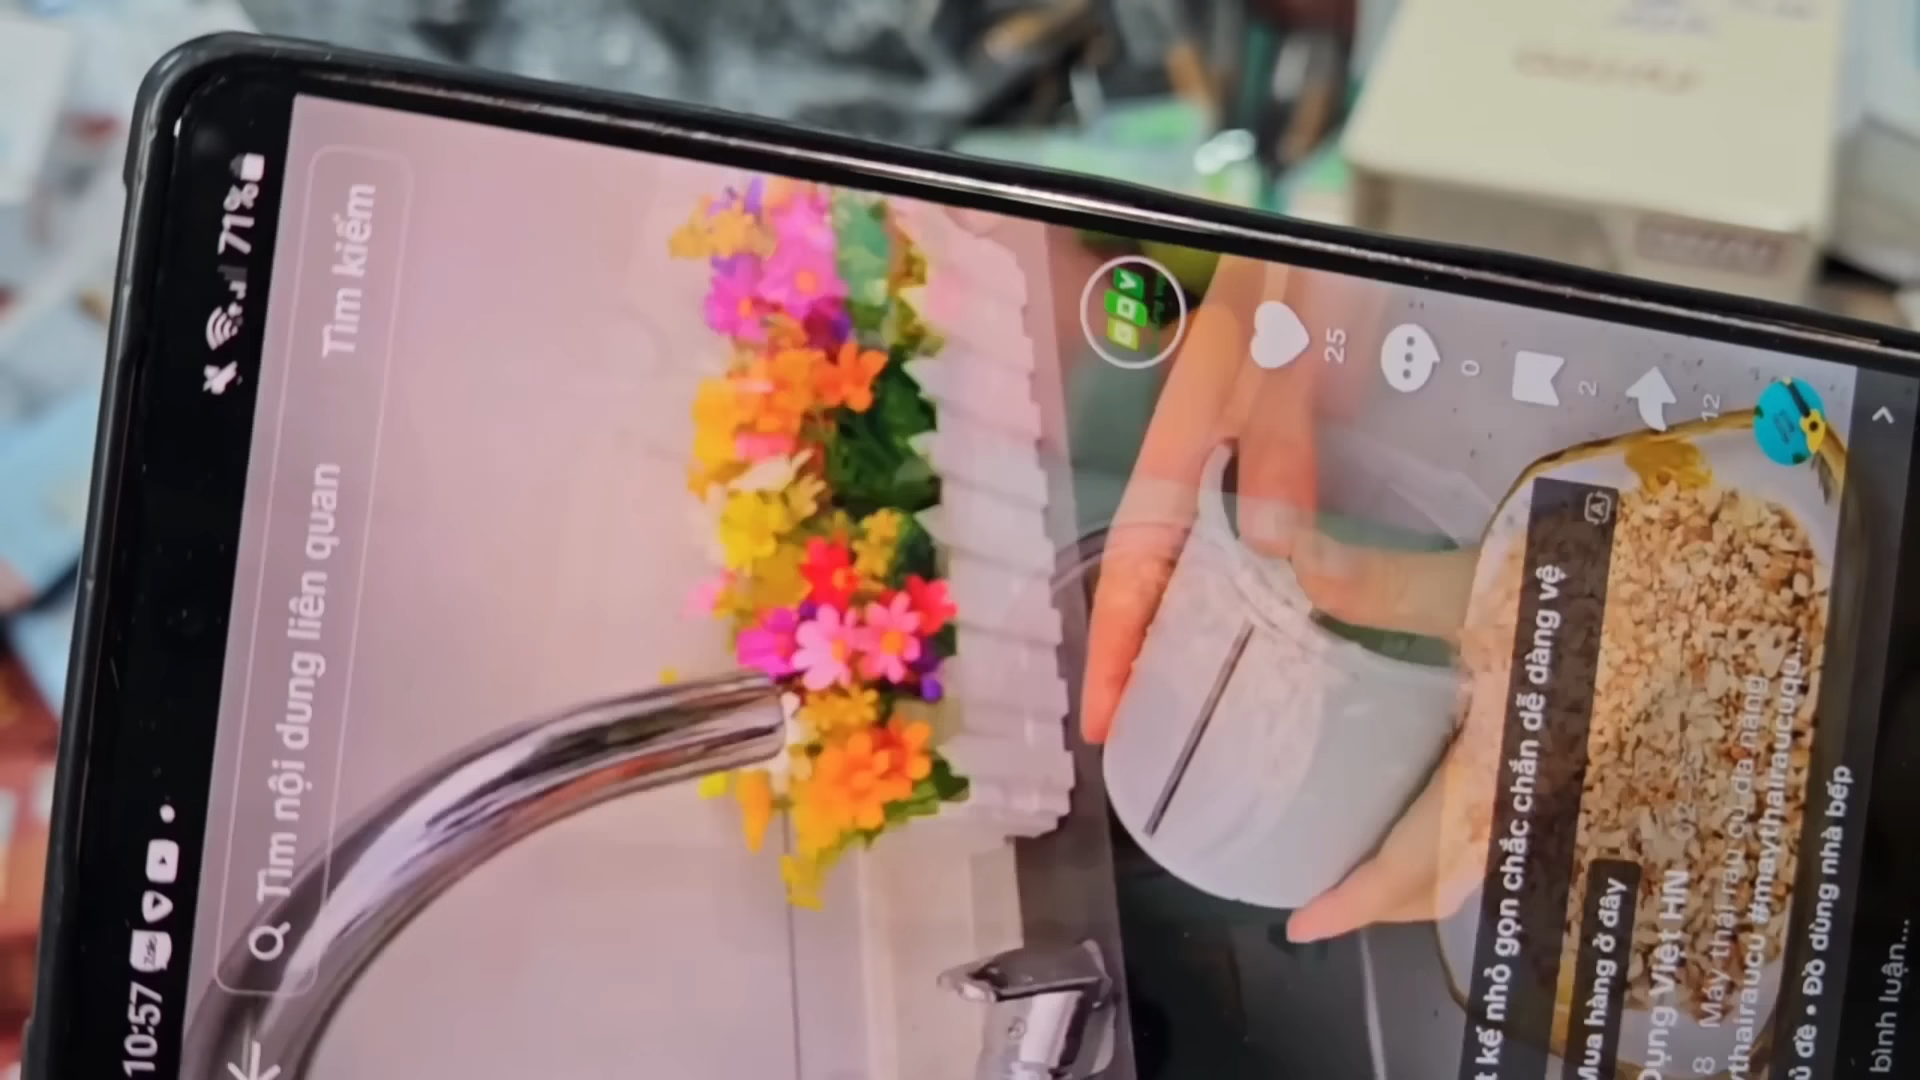 10:57
71%
Tìm nội dung liên quan
Tìm kiếm
25
0
2
12
kế nhỏ gọn chắc chắn dễ dàng vệ
Mua hàng ở đây
Dụng Việt HN
Máy thái rau củ đa năng
#maythairaucuqu...
đề • Đồ dùng nhà bếp
bình luận...